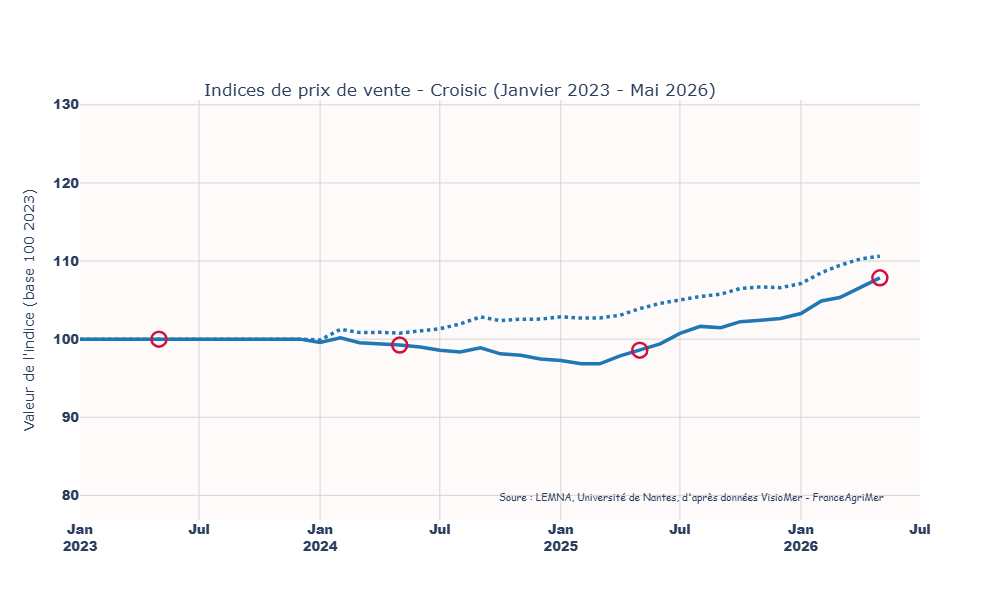 Indices de prix de vente - Croisic (Janvier 2023 - Mai 2026)
Valeur de l'indice (base 100 2023)
130
120
110
100
90
80
Soure : LEMNA, Université de Nantes, d'après données VisioMer - FranceAgriMer
Jan Jul Jan Jul Jan Jul Jan Jul
2023 2024 2025 2026